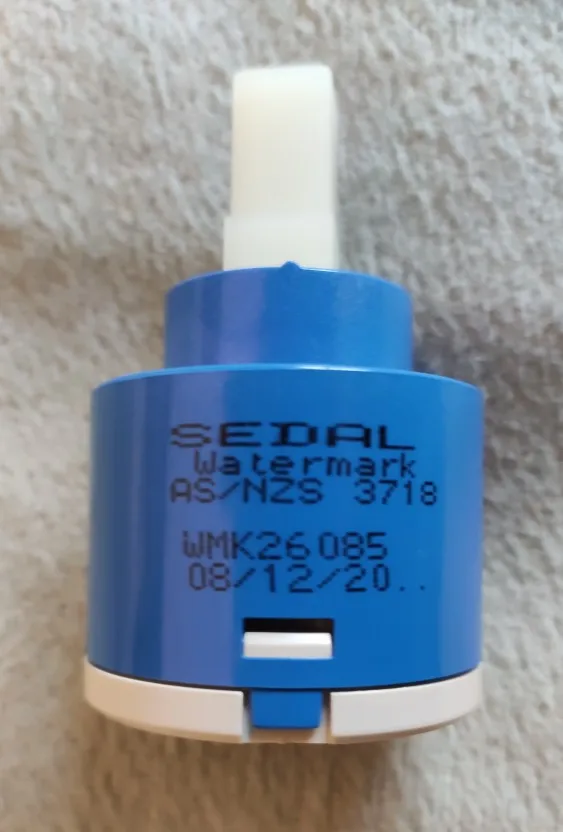 SEDAL
Watermark
AS/NZS 3718
WMK26085
08/12/20..